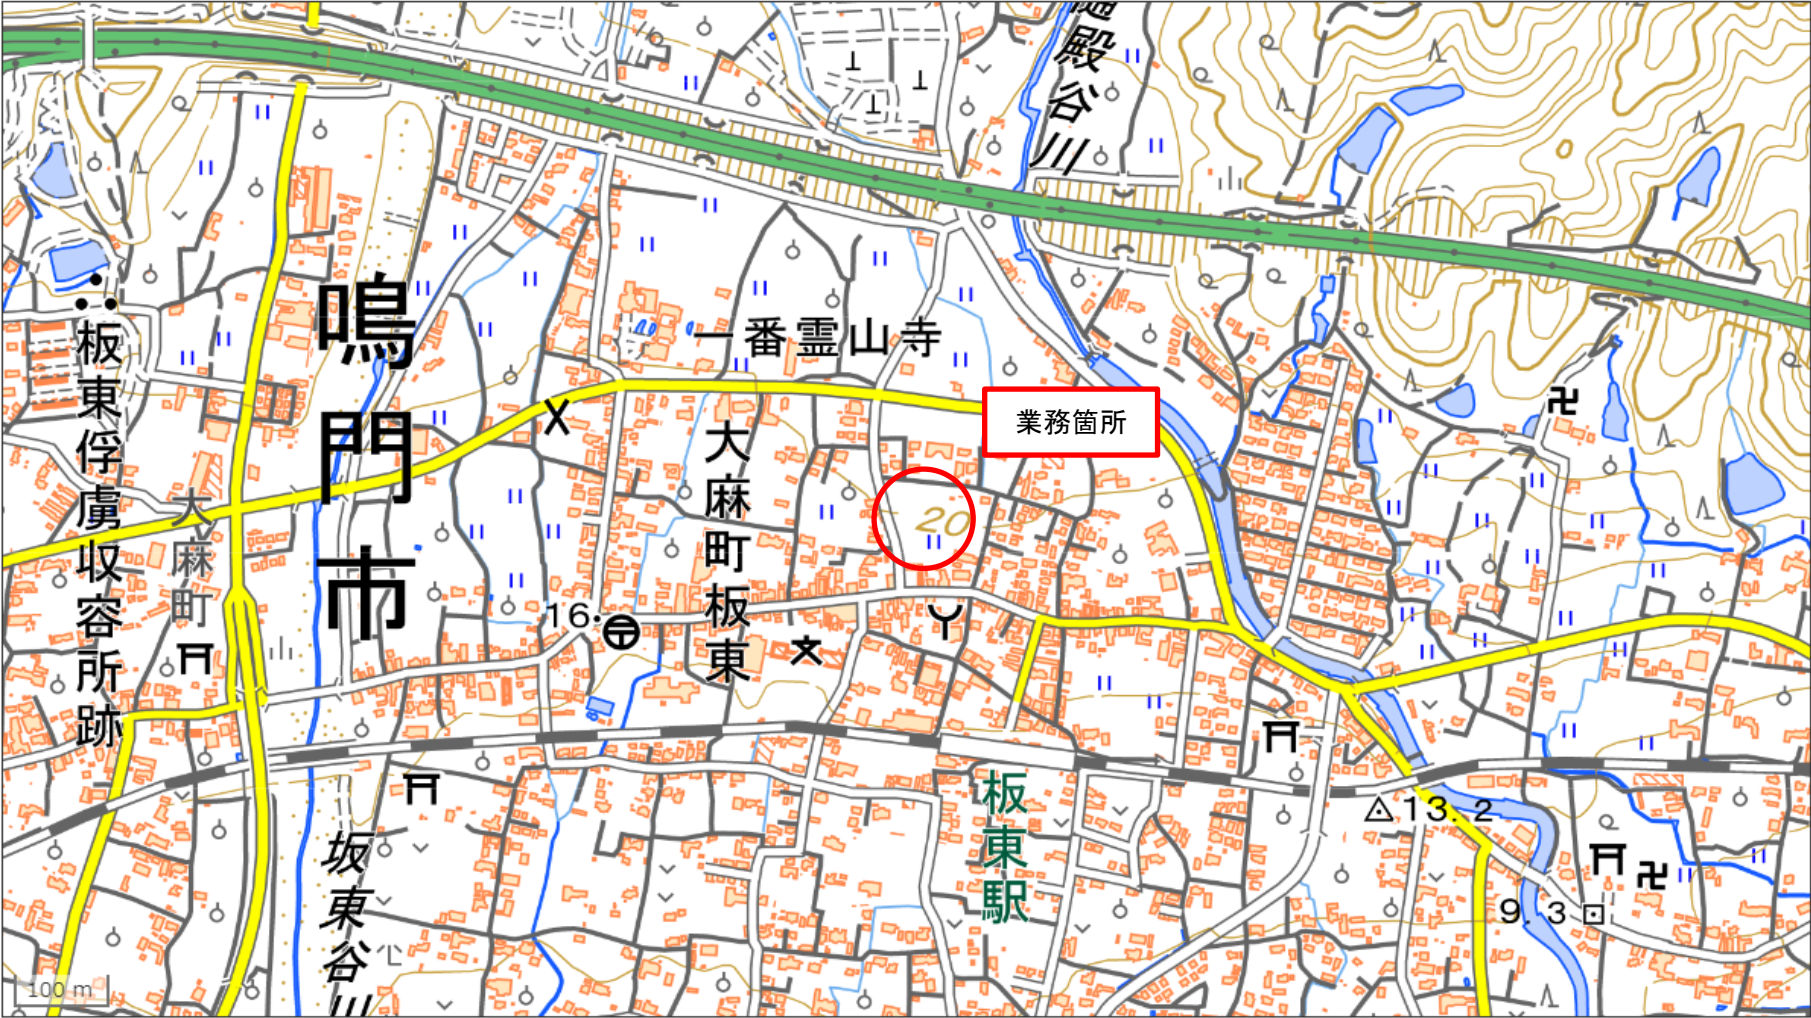 樋殿谷川
鳴門市
板東俘虜収容所跡
一番霊山寺
業務箇所
大麻町板東
大麻町
20
16.
板東駅
13.2
9.3
坂東谷川
100 m